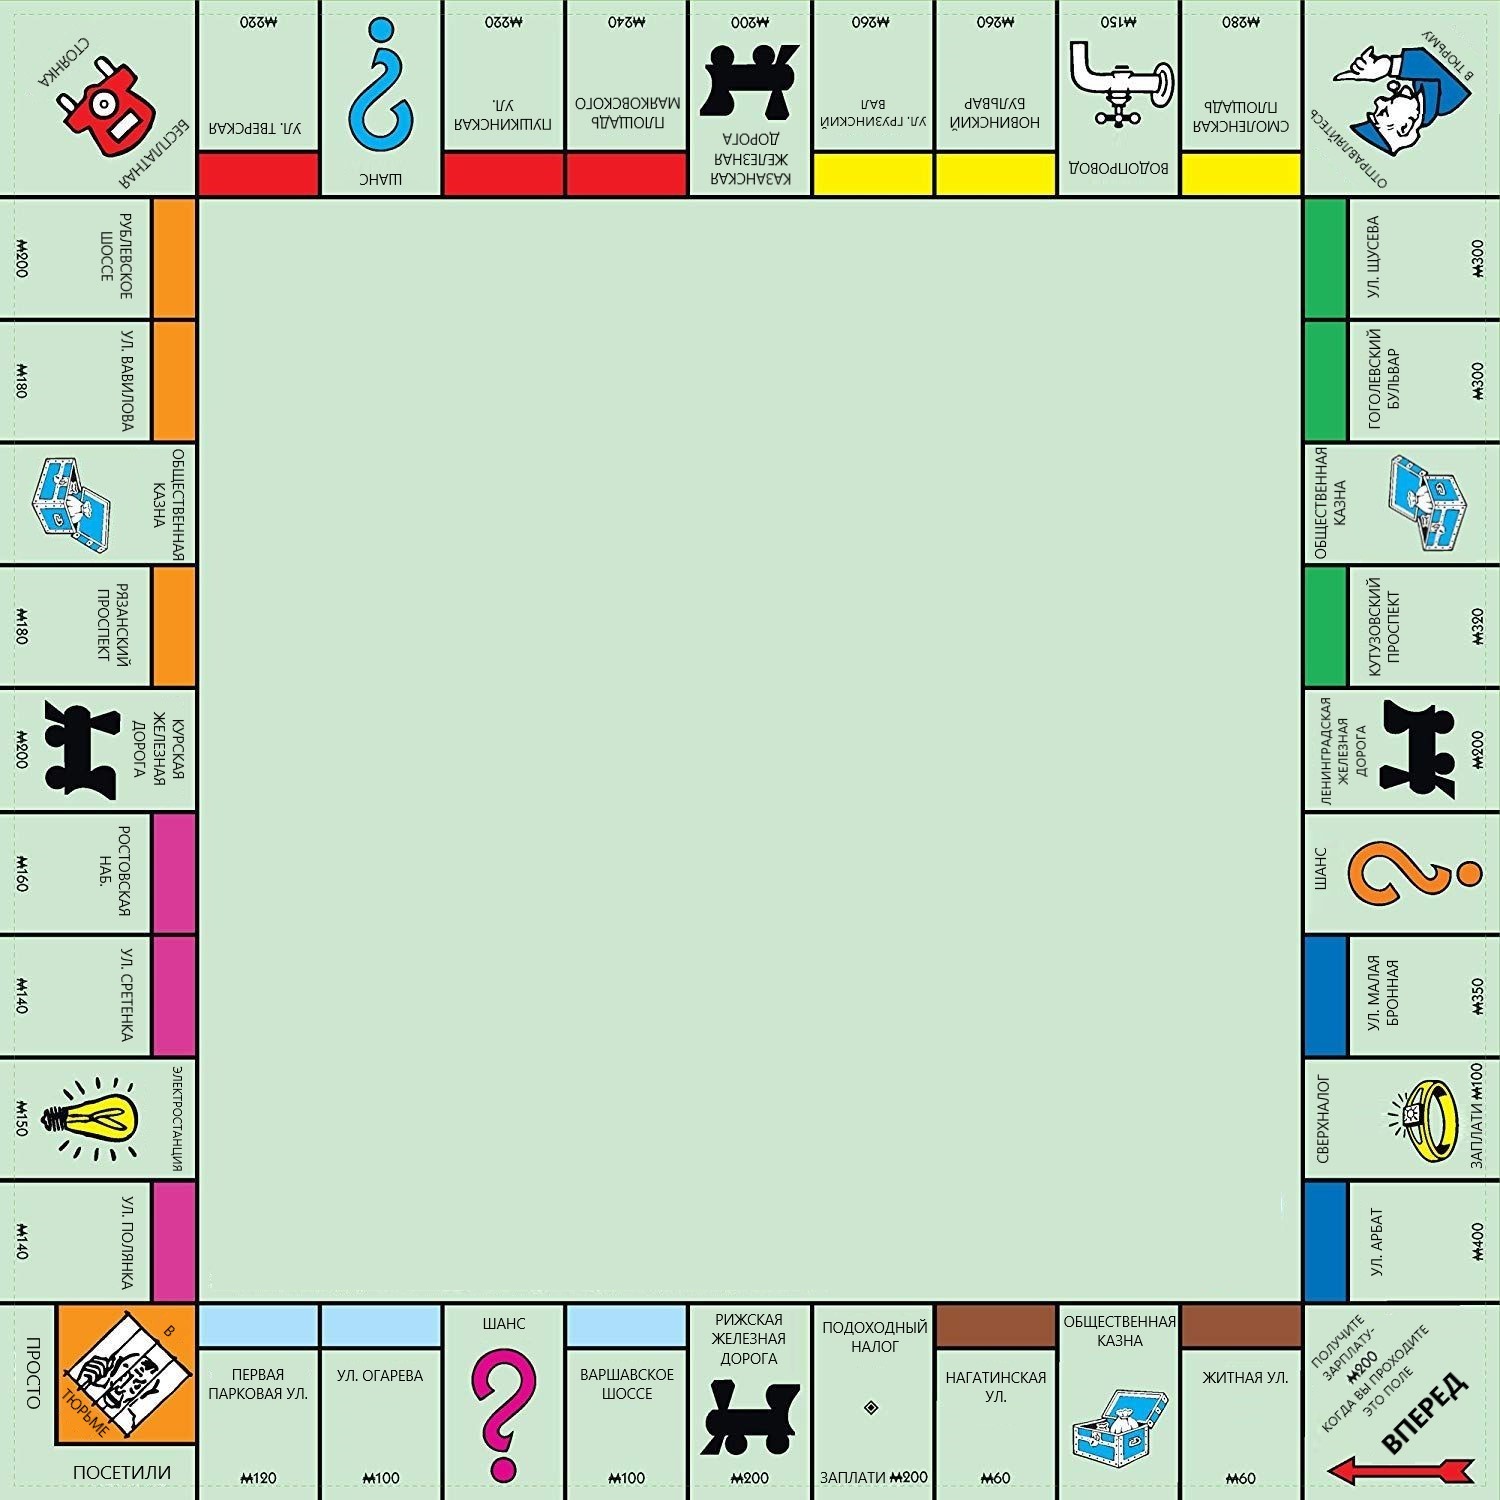 БЕСПЛАТНАЯ
СТОЯНКА
УЛ. ТВЕРСКАЯ
₩220
ШАНС
УЛ.
ПУШКИНСКАЯ
₩220
ПЛОЩАДЬ
МАЯКОВСКОГО
₩240
КАЗАНСКАЯ
ЖЕЛЕЗНАЯ
ДОРОГА
₩200
УЛ. ГРУЗИНСКИЙ
ВАЛ
₩260
НОВИНСКИЙ
БУЛЬВАР
₩260
ВОДОПРОВОД
₩150
СМОЛЕНСКАЯ
ПЛОЩАДЬ
₩280
ОТПРАВЛЯЙТЕСЬ
В ТЮРЬМУ
УЛ. ЩУСЕВА
₩300
ГОГОЛЕВСКИЙ
БУЛЬВАР
₩300
ОБЩЕСТВЕННАЯ
КАЗНА
КУТУЗОВСКИЙ
ПРОСПЕКТ
₩320
ЛЕНИНГРАДСКАЯ
ЖЕЛЕЗНАЯ
ДОРОГА
₩200
ШАНС
УЛ. МАЛАЯ
БРОННАЯ
₩350
СВЕРХНАЛОГ
ЗАПЛАТИ ₩100
УЛ. АРБАТ
₩400
ПОЛУЧИТЕ
ЗАРПЛАТУ-
₩200
КОГДА ВЫ ПРОХОДИТЕ
ЭТО ПОЛЕ
ВПЕРЕД
ЖИТНАЯ УЛ.
₩60
ОБЩЕСТВЕННАЯ
КАЗНА
НАГАТИНСКАЯ
УЛ.
₩60
ПОДОХОДНЫЙ
НАЛОГ
ЗАПЛАТИ ₩200
РИЖСКАЯ
ЖЕЛЕЗНАЯ
ДОРОГА
₩200
ВАРШАВСКОЕ
ШОССЕ
₩100
ШАНС
УЛ. ОГАРЕВА
₩100
ПЕРВАЯ
ПАРКОВАЯ УЛ.
₩120
В
ТЮРЬМЕ
ПРОСТО
ПОСЕТИЛИ
УЛ. ПОЛЯНКА
₩140
ЭЛЕКТРОСТАНЦИЯ
₩150
УЛ. СРЕТЕНКА
₩140
РОСТОВСКАЯ
НАБ.
₩160
КУРСКАЯ
ЖЕЛЕЗНАЯ
ДОРОГА
₩200
РЯЗАНСКИЙ
ПРОСПЕКТ
₩180
ОБЩЕСТВЕННАЯ
КАЗНА
УЛ. ВАВИЛОВА
₩180
РУБЛЕВСКОЕ
ШОССЕ
₩200